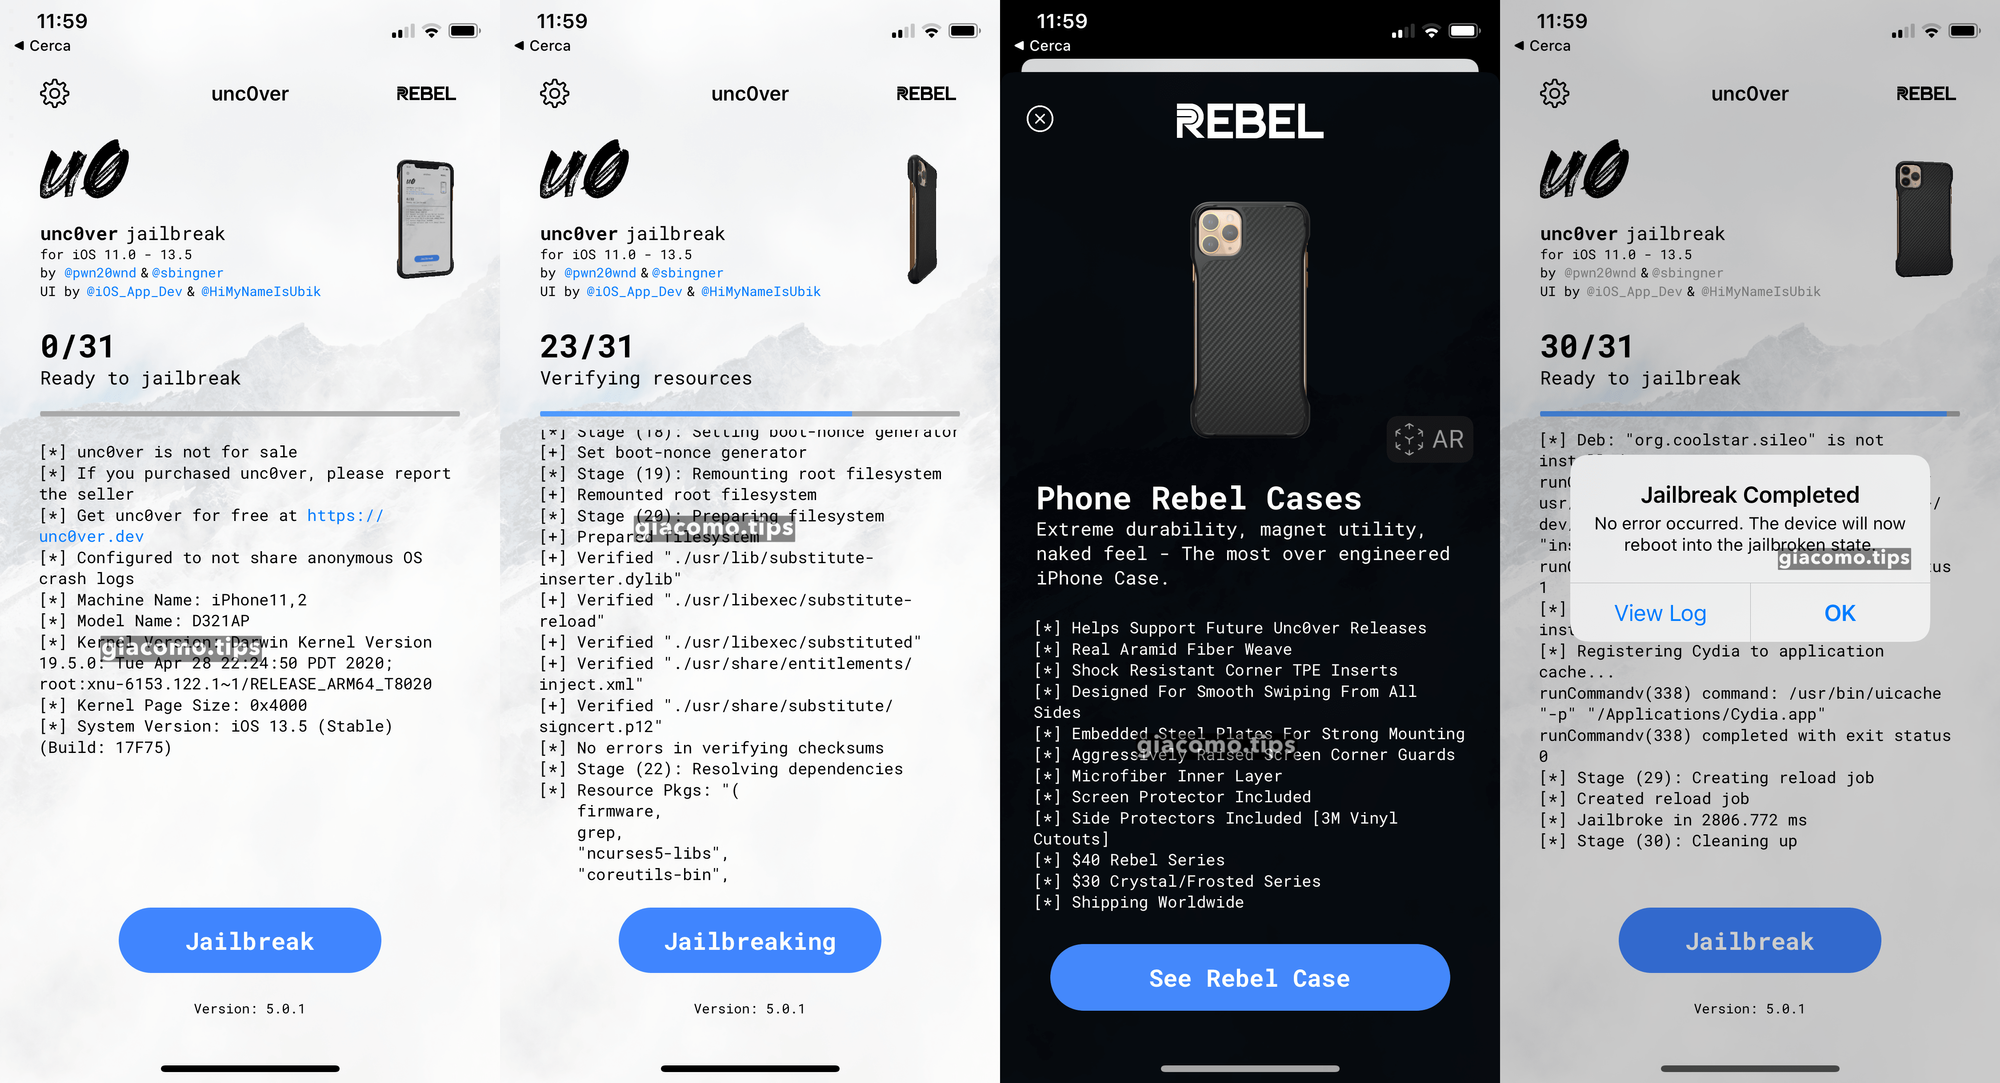 11:59
◀ Cerca
unc0ver
REBEL
u0
unc0ver jailbreak
for iOS 11.0 - 13.5
by @pwn20wnd & @sbingner
UI by @iOS_App_Dev & @HiMyNameIsUbik
0/31
Ready to jailbreak
[*] unc0ver is not for sale
[*] If you purchased unc0ver, please report
the seller
[*] Get unc0ver for free at https://
unc0ver.dev
[*] Configured to not share anonymous OS
crash logs
[*] Machine Name: iPhone11,2
[*] Model Name: D321AP
[*] Kernel Version: Darwin Kernel Version
giacomo.tips
19.5.0: Tue Apr 28 22:24:50 PDT 2020;
root:xnu-6153.122.1~1/RELEASE_ARM64_T8020
[*] Kernel Page Size: 0x4000
[*] System Version: iOS 13.5 (Stable)
(Build: 17F75)
Jailbreak
Version: 5.0.1
11:59
◀ Cerca
unc0ver
REBEL
u0
unc0ver jailbreak
for iOS 11.0 - 13.5
by @pwn20wnd & @sbingner
UI by @iOS_App_Dev & @HiMyNameIsUbik
23/31
Verifying resources
[*] Stage (18): Setting boot-nonce generator
[+] Set boot-nonce generator
[*] Stage (19): Remounting root filesystem
[+] Remounted root filesystem
[*] Stage (20): Preparing filesystem
giacomo.tips
[+] Prepared filesystem
[+] Verified "./usr/lib/substitute-
inserter.dylib"
[+] Verified "./usr/libexec/substitute-
reload"
[+] Verified "./usr/libexec/substituted"
[+] Verified "./usr/share/entitlements/
inject.xml"
[+] Verified "./usr/share/substitute/
signcert.p12"
[*] No errors in verifying checksums
[*] Stage (22): Resolving dependencies
[*] Resource Pkgs: "(
firmware,
grep,
"ncurses5-libs",
"coreutils-bin",
Jailbreaking
Version: 5.0.1
11:59
◀ Cerca
REBEL
AR
Phone Rebel Cases
Extreme durability, magnet utility,
naked feel - The most over engineered
iPhone Case.
[*] Helps Support Future Unc0ver Releases
[*] Real Aramid Fiber Weave
[*] Shock Resistant Corner TPE Inserts
[*] Designed For Smooth Swiping From All
Sides
[*] Embedded Steel Plates For Strong Mounting
giacomo.tips
[*] Aggressively Raised Screen Corner Guards
[*] Microfiber Inner Layer
[*] Screen Protector Included
[*] Side Protectors Included [3M Vinyl
Cutouts]
[*] $40 Rebel Series
[*] $30 Crystal/Frosted Series
[*] Shipping Worldwide
See Rebel Case
11:59
◀ Cerca
unc0ver
REBEL
u0
unc0ver jailbreak
for iOS 11.0 - 13.5
by @pwn20wnd & @sbingner
UI by @iOS_App_Dev & @HiMyNameIsUbik
30/31
Ready to jailbreak
[*] Deb: "org.coolstar.sileo" is not
Jailbreak Completed
No error occurred. The device will now
reboot into the jailbroken state.
giacomo.tips
View Log
OK
[*] Registering Cydia to application
cache...
runCommandv(338) command: /usr/bin/uicache
"-p" "/Applications/Cydia.app"
runCommandv(338) completed with exit status
0
[*] Stage (29): Creating reload job
[*] Created reload job
[*] Jailbroke in 2806.772 ms
[*] Stage (30): Cleaning up
Jailbreak
Version: 5.0.1